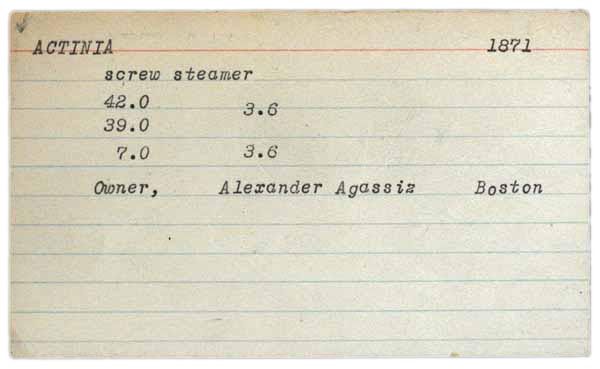 ACTINIA 1871
screw steamer
42.0 3.6
39.0
7.0 3.6
Owner, Alexander Agassiz Boston